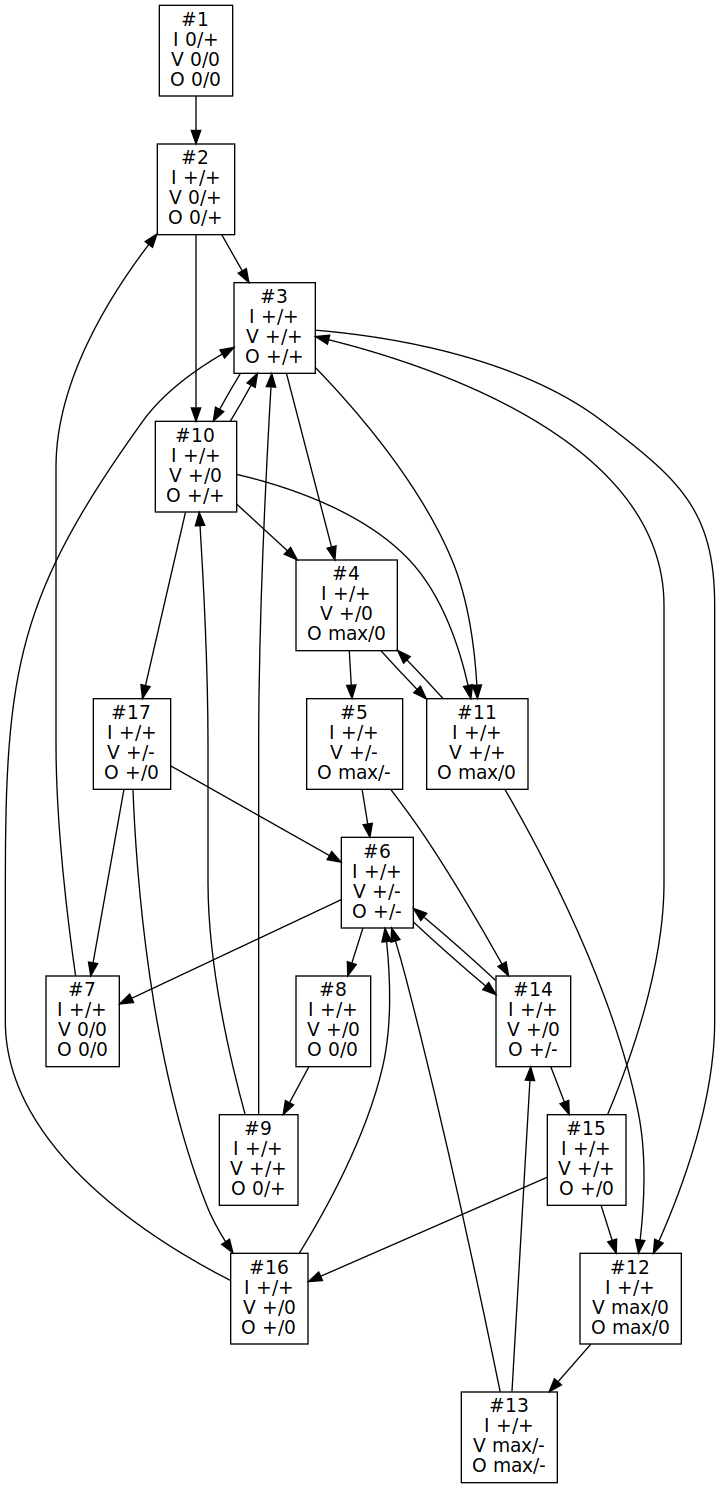 #1
I 0/+
V 0/0
O 0/0
#2
I +/+
V 0/+
O 0/+
#3
I +/+
V +/+
O +/+
#10
I +/+
V +/0
O +/+
#4
I +/+
V +/0
O max/0
#17
I +/+
V +/-
O +/0
#5
I +/+
V +/-
O max/-
#11
I +/+
V +/+
O max/0
#6
I +/+
V +/-
O +/-
#7
I +/+
V 0/0
O 0/0
#8
I +/+
V +/0
O 0/0
#14
I +/+
V +/0
O +/-
#9
I +/+
V +/+
O 0/+
#15
I +/+
V +/+
O +/0
#16
I +/+
V +/0
O +/0
#12
I +/+
V max/0
O max/0
#13
I +/+
V max/-
O max/-